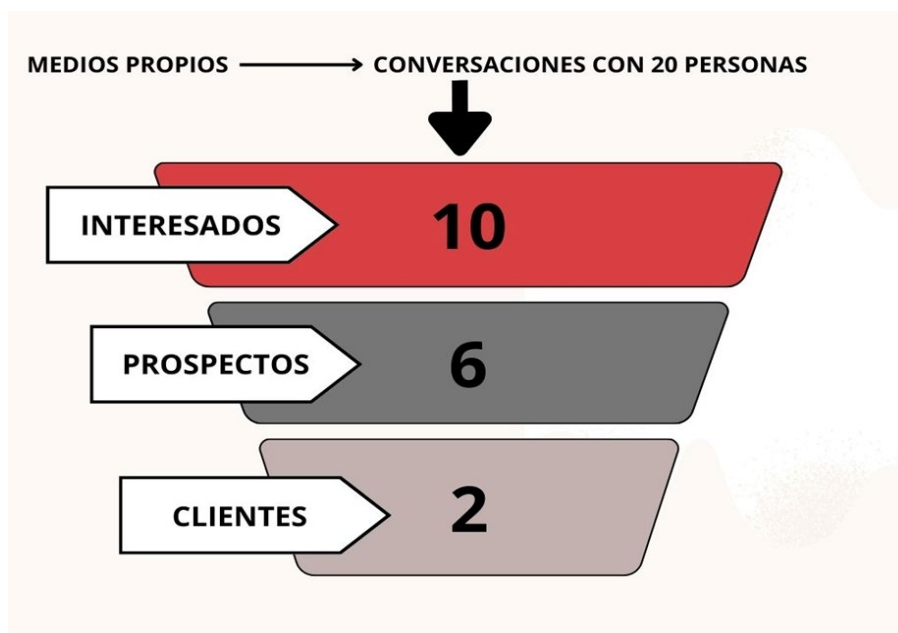 MEDIOS PROPIOS
CONVERSACIONES CON 20 PERSONAS
INTERESADOS
10
PROSPECTOS
6
CLIENTES
2